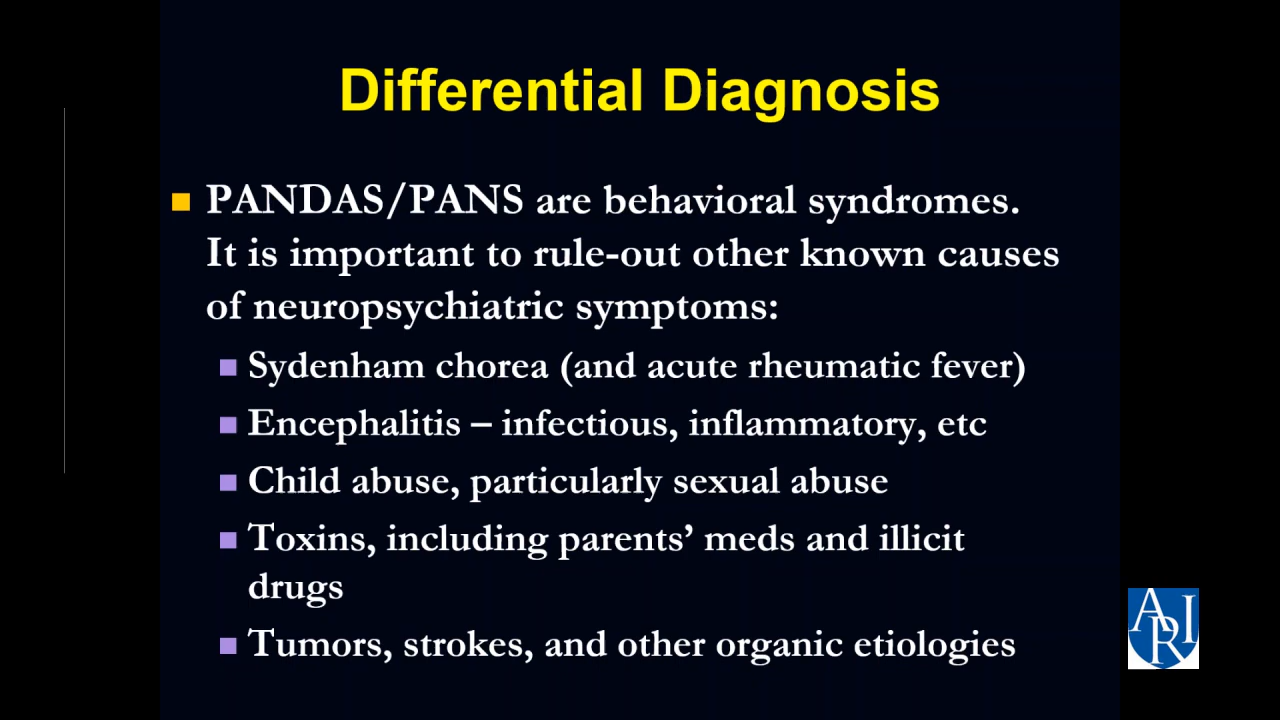 Differential Diagnosis
PANDAS/PANS are behavioral syndromes.
It is important to rule-out other known causes
of neuropsychiatric symptoms:
Sydenham chorea (and acute rheumatic fever)
Encephalitis – infectious, inflammatory, etc
Child abuse, particularly sexual abuse
Toxins, including parents’ meds and illicit
drugs
Tumors, strokes, and other organic etiologies
ARI